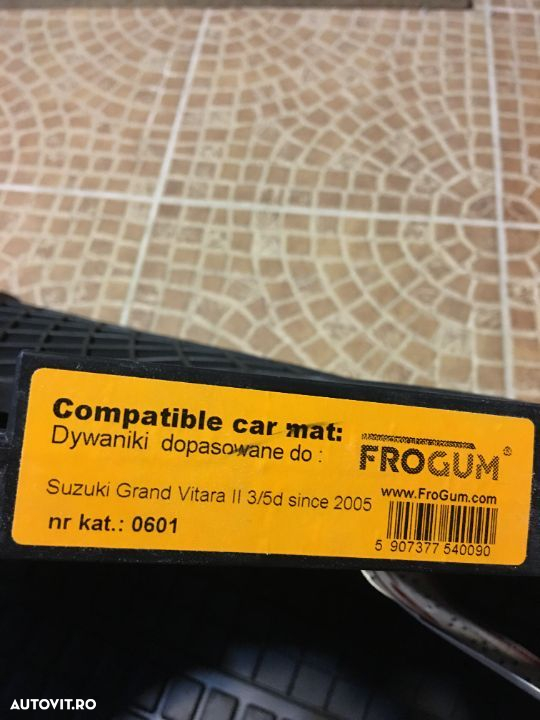 Compatible car mat:
Dywaniki dopasowane do :
FROGUM®
Suzuki Grand Vitara II 3/5d since 2005
www.FroGum.com
nr kat.: 0601
5 907377 540090
AUTOVIT.RO